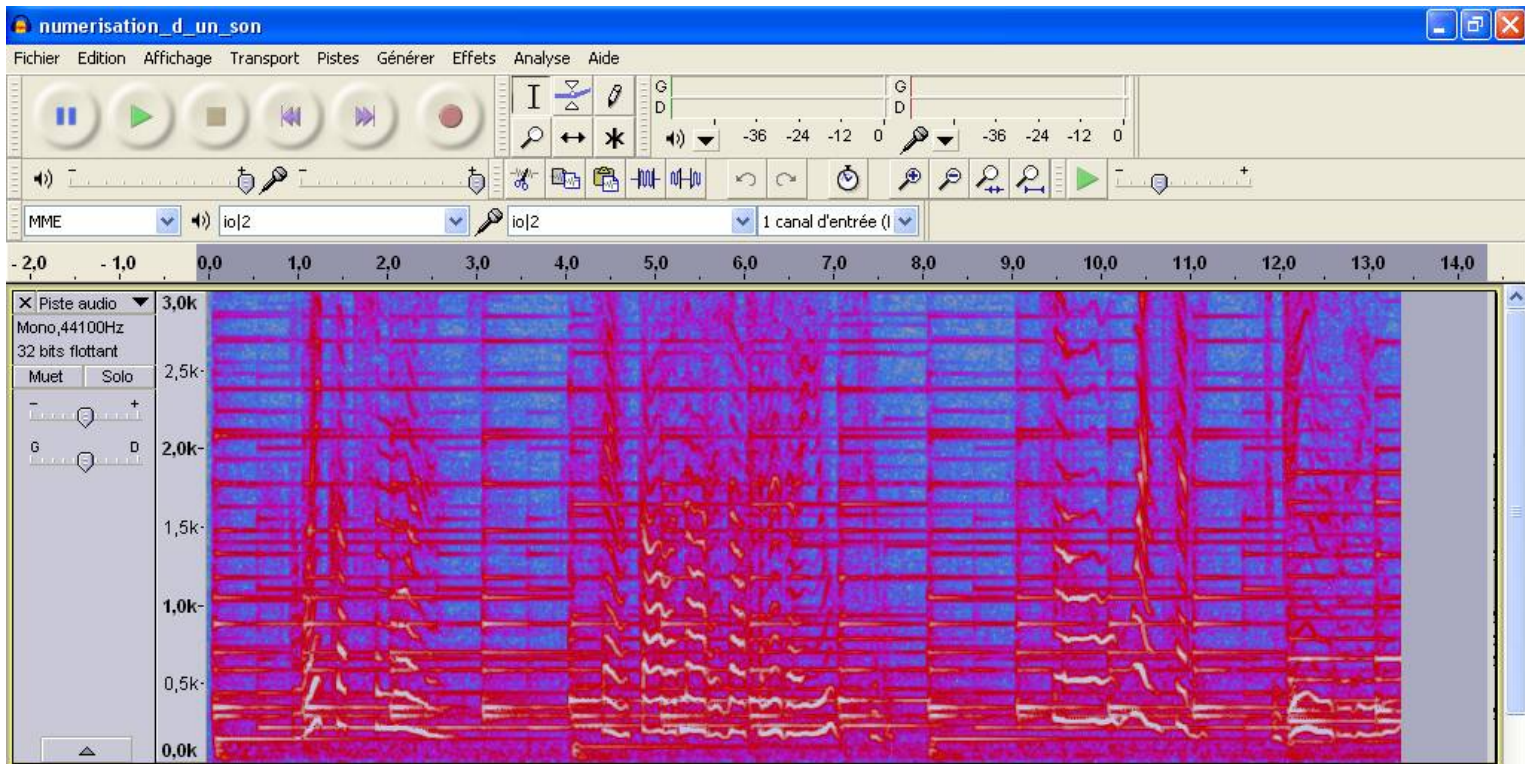 numerisation_d_un_son
Fichier Edition Affichage Transport Pistes Générer Effets Analyse Aide
G G
D D
-36 -24 -12 0 -36 -24 -12 0
- + - +
- +
MME io|2 io|2 1 canal d'entrée (I
- 2,0 - 1,0 0,0 1,0 2,0 3,0 4,0 5,0 6,0 7,0 8,0 9,0 10,0 11,0 12,0 13,0 14,0
X Piste audio 3,0k
Mono,44100Hz
32 bits flottant
Muet Solo 2,5k-
- +
G D 2,0k-
1,5k-
1,0k-
0,5k-
0,0k